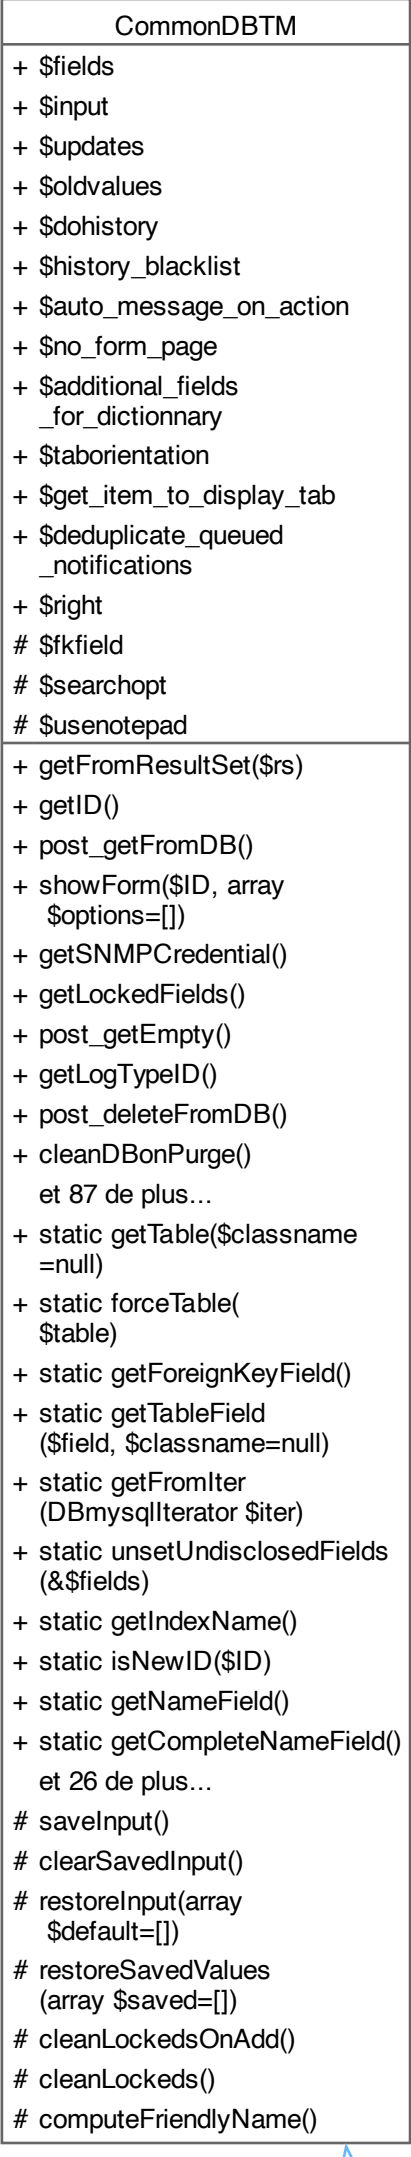 CommonDBTM
+ $fields
+ $input
+ $updates
+ $oldvalues
+ $dohistory
+ $history_blacklist
+ $auto_message_on_action
+ $no_form_page
+ $additional_fields
_for_dictionnary
+ $taborientation
+ $get_item_to_display_tab
+ $deduplicate_queued
_notifications
+ $right
# $fkfield
# $searchopt
# $usenotepad
+ getFromResultSet($rs)
+ getID()
+ post_getFromDB()
+ showForm($ID, array
$options=[])
+ getSNMPCredential()
+ getLockedFields()
+ post_getEmpty()
+ getLogTypeID()
+ post_deleteFromDB()
+ cleanDBonPurge()
et 87 de plus...
+ static getTable($classname
=null)
+ static forceTable(
$table)
+ static getForeignKeyField()
+ static getTableField
($field, $classname=null)
+ static getFromIter
(DBmysqlIterator $iter)
+ static unsetUndisclosedFields
(&$fields)
+ static getIndexName()
+ static isNewID($ID)
+ static getNameField()
+ static getCompleteNameField()
et 26 de plus...
# saveInput()
# clearSavedInput()
# restoreInput(array
$default=[])
# restoreSavedValues
(array $saved=[])
# cleanLockedsOnAdd()
# cleanLockeds()
# computeFriendlyName()